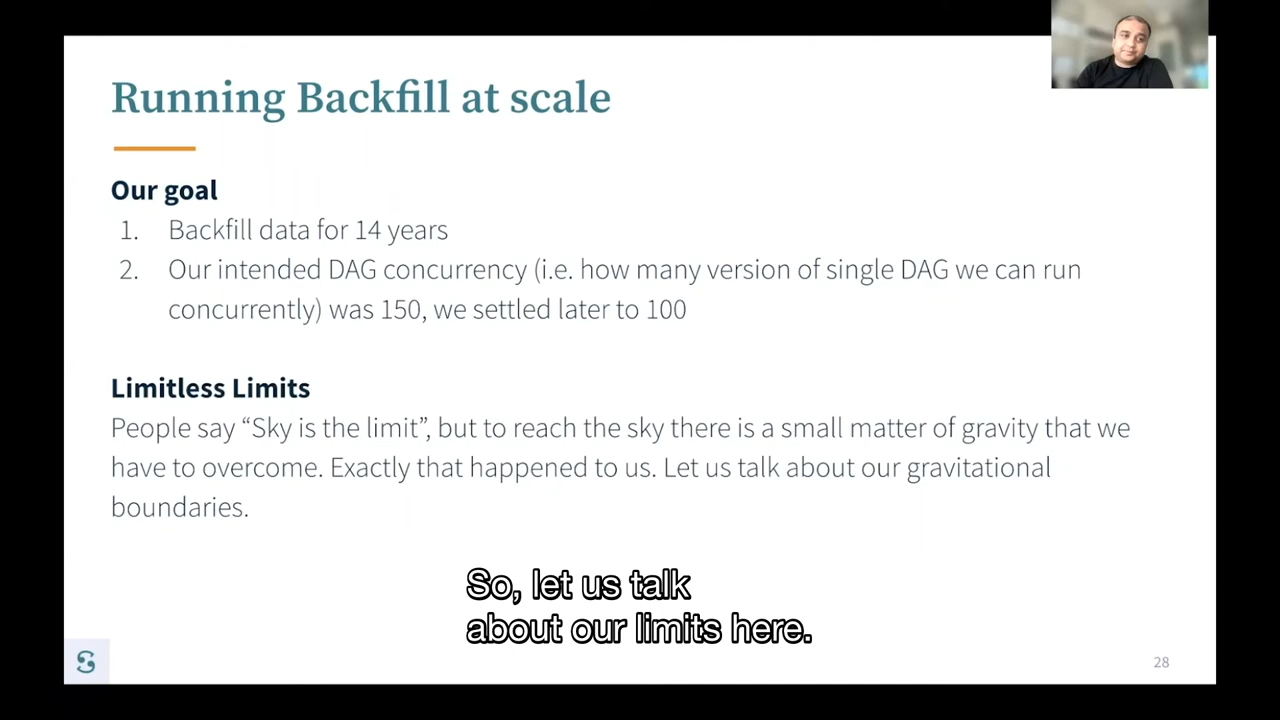 Running Backfill at scale
Our goal
1. Backfill data for 14 years
2. Our intended DAG concurrency (i.e. how many version of single DAG we can run
concurrently) was 150, we settled later to 100
Limitless Limits
People say “Sky is the limit”, but to reach the sky there is a small matter of gravity that we
have to overcome. Exactly that happened to us. Let us talk about our gravitational
boundaries.
So, let us talk
about our limits here.
28